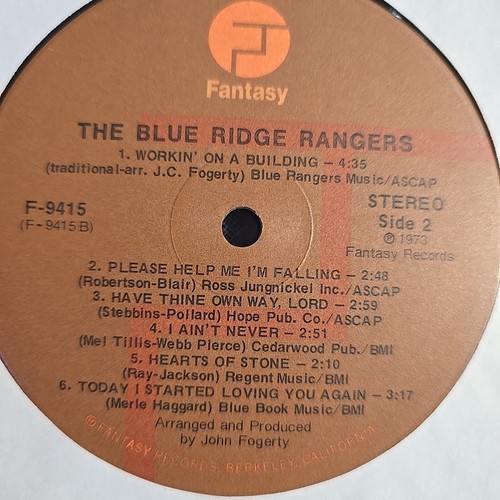 Fantasy
THE BLUE RIDGE RANGERS
1. WORKIN' ON A BUILDING – 4:35
(traditional-arr. J.C. Fogerty) Blue Rangers Music/ASCAP
F-9415
(F-9415B)
STEREO
Side 2
℗ 1973
Fantasy Records
2. PLEASE HELP ME I'M FALLING – 2:48
(Robertson-Blair) Ross Jungnickel Inc./ASCAP
3. HAVE THINE OWN WAY, LORD – 2:59
(Stebbins-Pollard) Hope Pub. Co./ASCAP
4. I AIN'T NEVER – 2:51
(Mel Tillis-Webb Pierce) Cedarwood Pub./BMI
5. HEARTS OF STONE – 2:10
(Ray-Jackson) Regent Music/BMI
6. TODAY I STARTED LOVING YOU AGAIN – 3:17
(Merle Haggard) Blue Book Music/BMI
Arranged and Produced
by John Fogerty
℗ FANTASY RECORDS, BERKELEY, CALIFORNIA